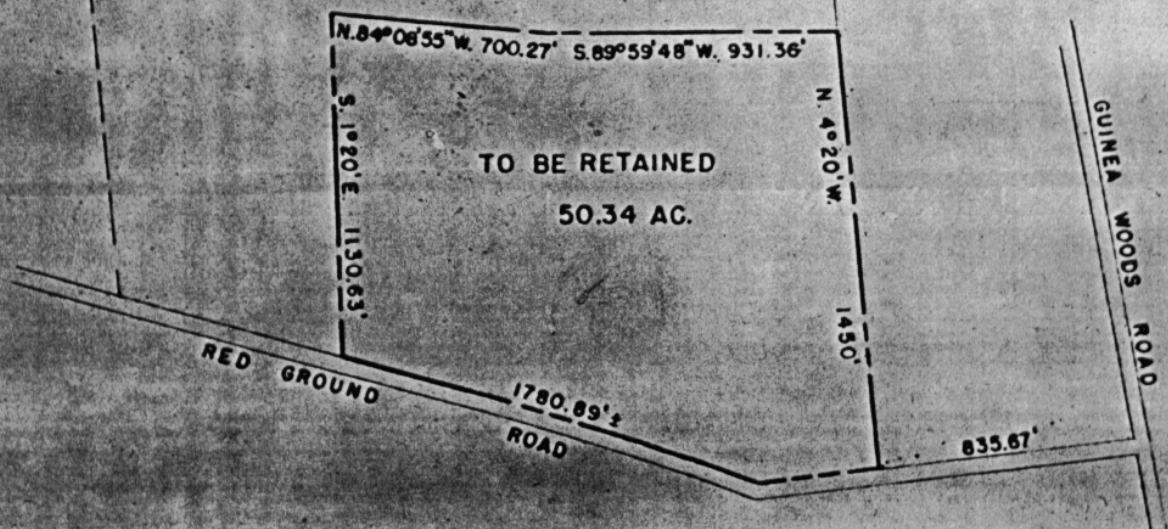 N.84°08'55"W. 700.27' S.89°59'48"W. 931.36'
S. 1°20'E. 1130.63'
TO BE RETAINED
50.34 AC.
N. 4°20'W. 1450'
GUINEA WOODS ROAD
RED GROUND ROAD
1780.89'±
835.67'